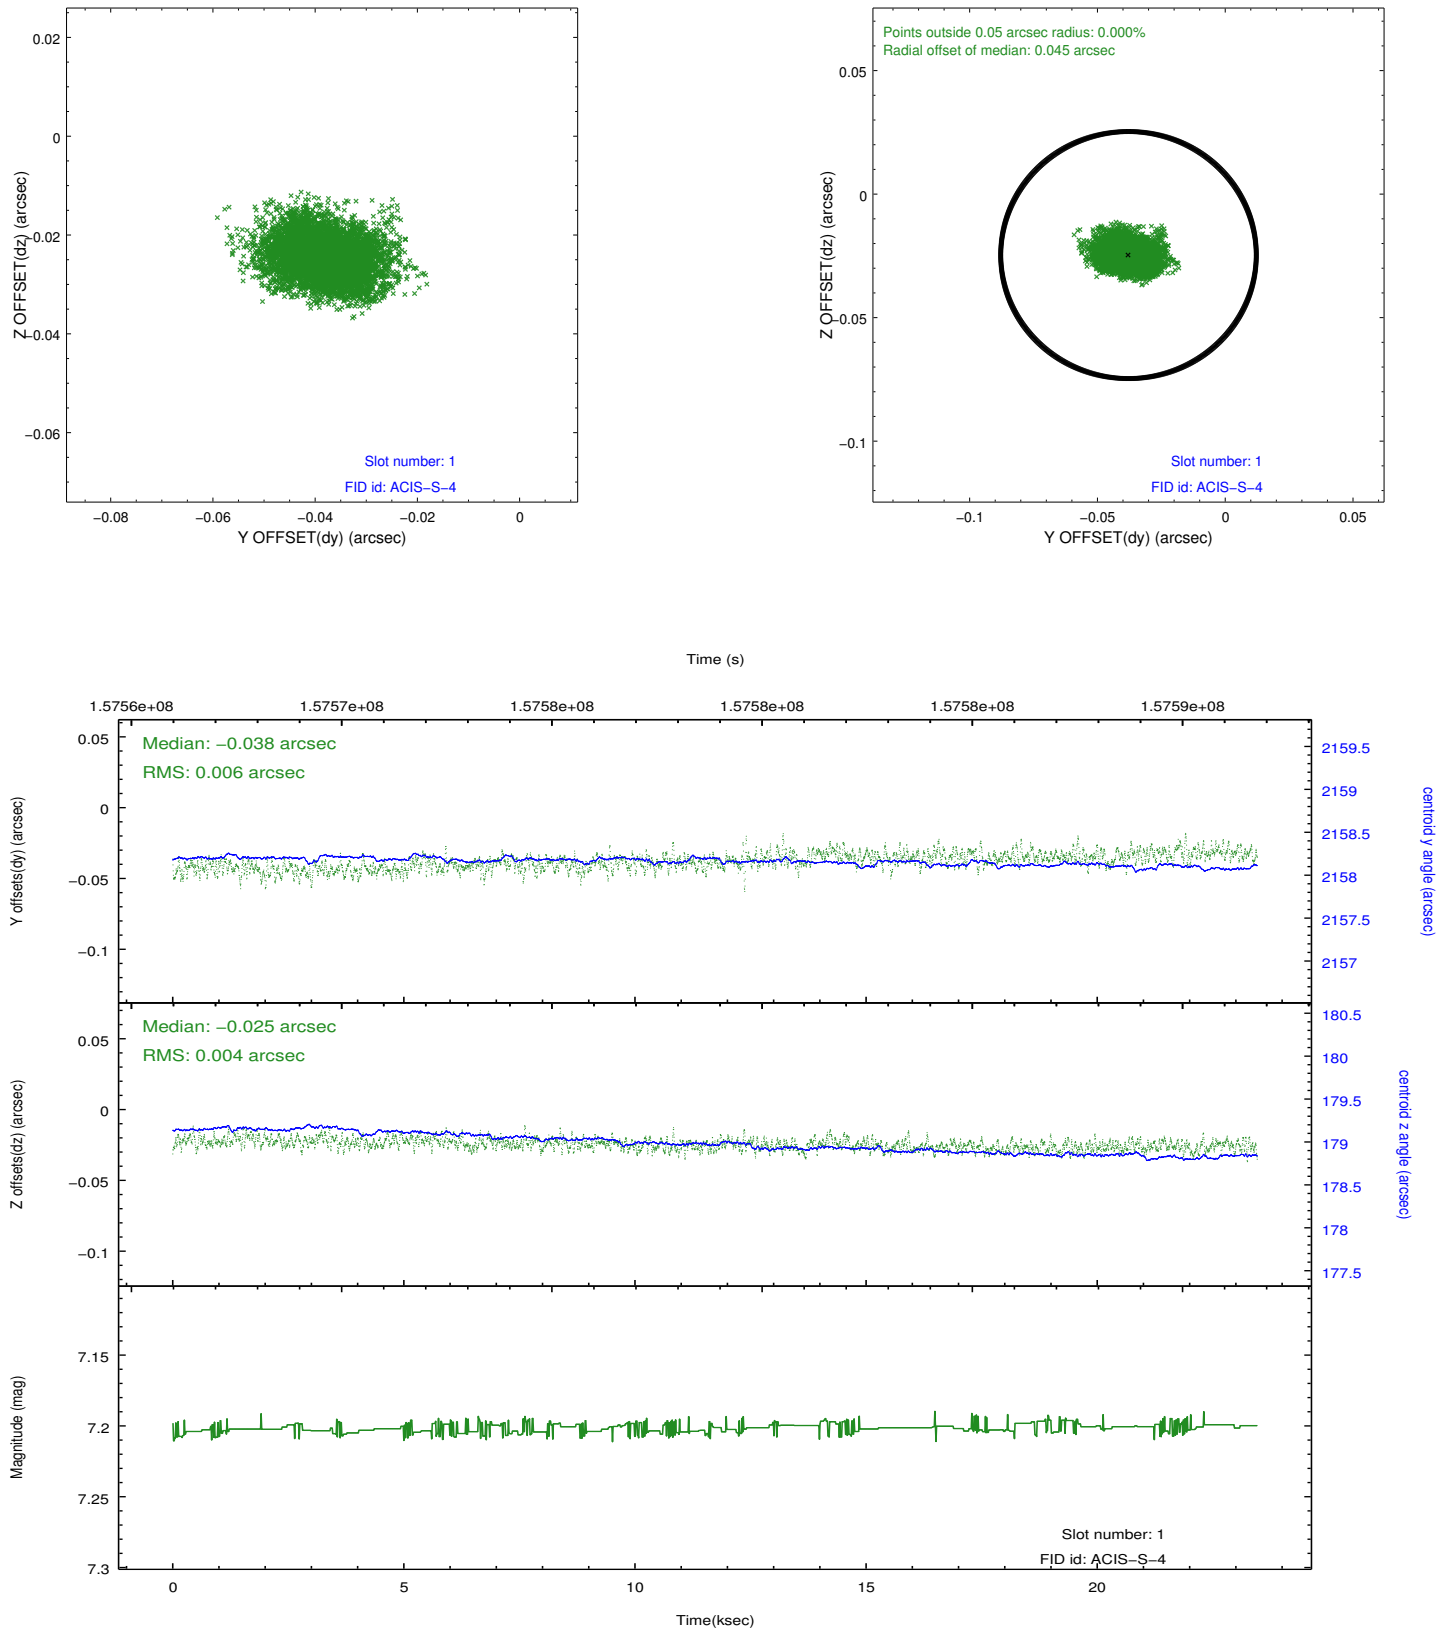 0.02
0
−0.02
−0.04
−0.06
Z OFFSET(dz) (arcsec)
Slot number: 1
FID id: ACIS−S−4
−0.08
−0.06
−0.04
−0.02
0
Y OFFSET(dy) (arcsec)
Points outside 0.05 arcsec radius: 0.000%
Radial offset of median: 0.045 arcsec
0.05
0
−0.05
−0.1
Z OFFSET(dz) (arcsec)
Slot number: 1
FID id: ACIS−S−4
−0.1
−0.05
0
0.05
Y OFFSET(dy) (arcsec)
Time (s)
1.5756e+08
1.5757e+08
1.5758e+08
1.5758e+08
1.5758e+08
1.5759e+08
Median: −0.038 arcsec
RMS: 0.006 arcsec
0.05
0
−0.05
−0.1
Y offsets(dy) (arcsec)
2159.5
2159
2158.5
2158
2157.5
2157
centroid y angle (arcsec)
Median: −0.025 arcsec
RMS: 0.004 arcsec
0.05
0
−0.05
−0.1
Z offsets(dz) (arcsec)
180.5
180
179.5
179
178.5
178
177.5
centroid z angle (arcsec)
7.15
7.2
7.25
7.3
Magnitude (mag)
Slot number: 1
FID id: ACIS−S−4
0
5
10
15
20
Time(ksec)